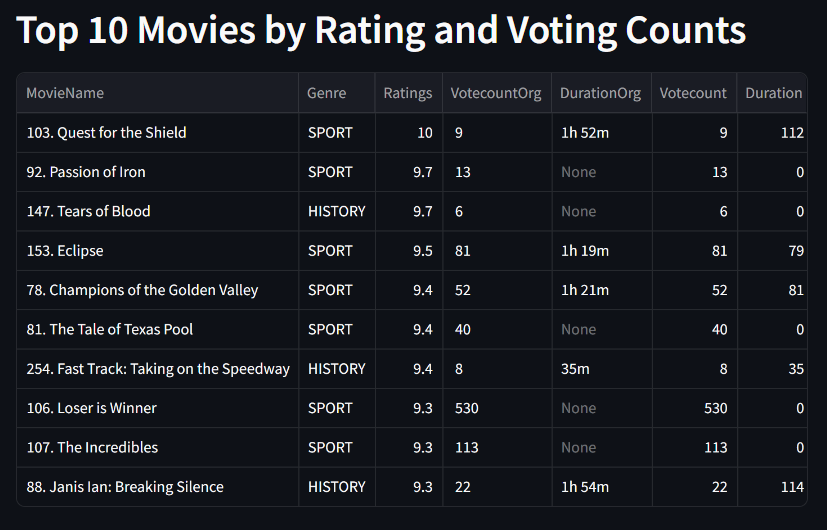 Top 10 Movies by Rating and Voting Counts
MovieName Genre Ratings VotecountOrg DurationOrg Votecount Duration
103. Quest for the Shield SPORT 10 9 1h 52m 9 112
92. Passion of Iron SPORT 9.7 13 None 13 0
147. Tears of Blood HISTORY 9.7 6 None 6 0
153. Eclipse SPORT 9.5 81 1h 19m 81 79
78. Champions of the Golden Valley SPORT 9.4 52 1h 21m 52 81
81. The Tale of Texas Pool SPORT 9.4 40 None 40 0
254. Fast Track: Taking on the Speedway HISTORY 9.4 8 35m 8 35
106. Loser is Winner SPORT 9.3 530 None 530 0
107. The Incredibles SPORT 9.3 113 None 113 0
88. Janis Ian: Breaking Silence HISTORY 9.3 22 1h 54m 22 114